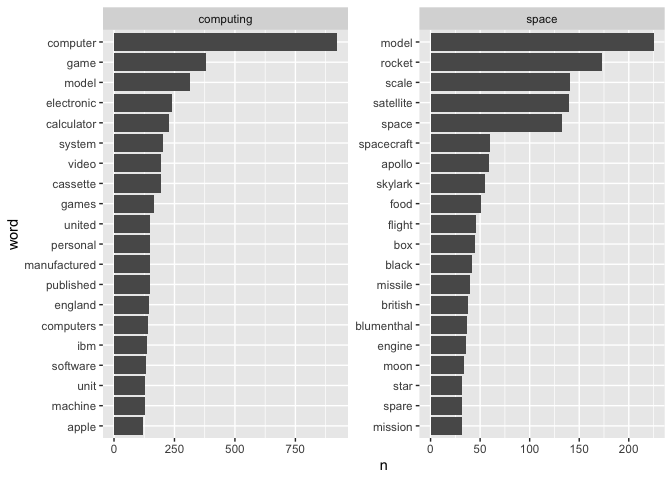 computing
space
word
computer
game
model
electronic
calculator
system
video
cassette
games
united
personal
manufactured
published
england
computers
ibm
software
unit
machine
apple
0 250 500 750
model
rocket
scale
satellite
space
spacecraft
apollo
skylark
food
flight
box
black
missile
british
blumenthal
engine
moon
star
spare
mission
0 50 100 150 200
n